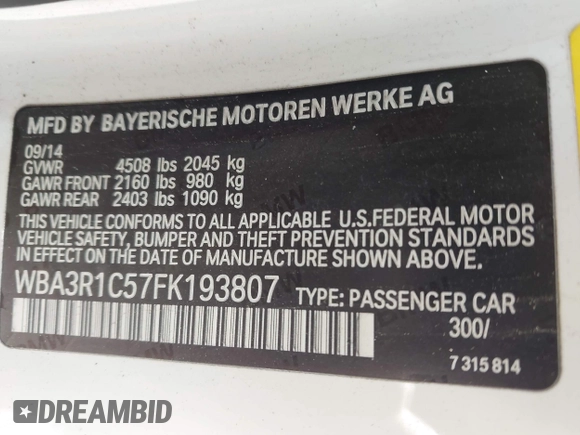 MFD BY BAYERISCHE MOTOREN WERKE AG
09/14
GVWR 4508 lbs 2045 kg
GAWR FRONT 2160 lbs 980 kg
GAWR REAR 2403 lbs 1090 kg
THIS VEHICLE CONFORMS TO ALL APPLICABLE U.S.FEDERAL MOTOR
VEHICLE SAFETY, BUMPER AND THEFT PREVENTION STANDARDS
IN EFFECT ON THE DATE OF MANUFACTURE SHOWN ABOVE.
WBA3R1C57FK193807 TYPE: PASSENGER CAR
300/
7 315 814
DREAMBID